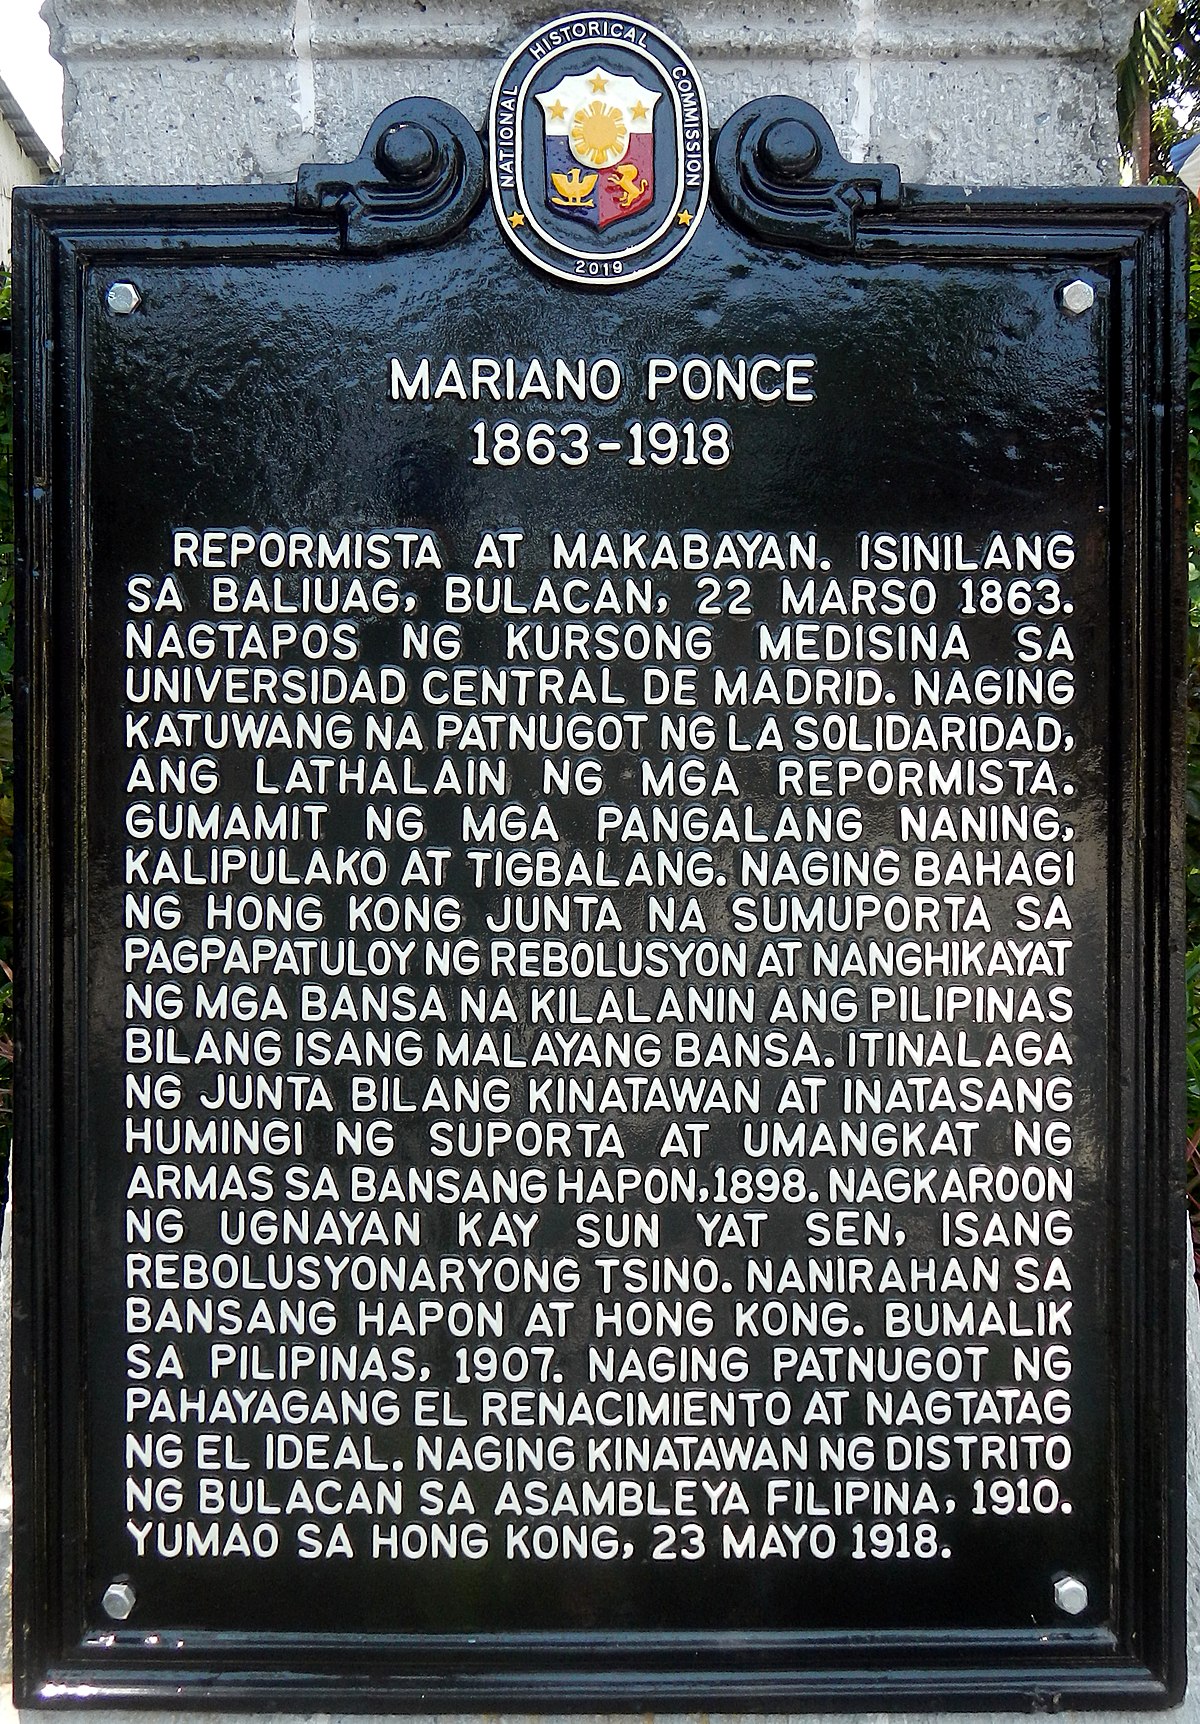 NATIONAL HISTORICAL COMMISSION
2019
MARIANO PONCE
1863-1918
REPORMISTA AT MAKABAYAN. ISINILANG
SA BALIUAG, BULACAN, 22 MARSO 1863.
NAGTAPOS NG KURSONG MEDISINA SA
UNIVERSIDAD CENTRAL DE MADRID. NAGING
KATUWANG NA PATNUGOT NG LA SOLIDARIDAD,
ANG LATHALAIN NG MGA REPORMISTA.
GUMAMIT NG MGA PANGALANG NANING,
KALIPULAKO AT TIGBALANG. NAGING BAHAGI
NG HONG KONG JUNTA NA SUMUPORTA SA
PAGPAPATULOY NG REBOLUSYON AT NANGHIKAYAT
NG MGA BANSA NA KILALANIN ANG PILIPINAS
BILANG ISANG MALAYANG BANSA. ITINALAGA
NG JUNTA BILANG KINATAWAN AT INATASANG
HUMINGI NG SUPORTA AT UMANGKAT NG
ARMAS SA BANSANG HAPON,1898. NAGKAROON
NG UGNAYAN KAY SUN YAT SEN, ISANG
REBOLUSYONARYONG TSINO. NANIRAHAN SA
BANSANG HAPON AT HONG KONG. BUMALIK
SA PILIPINAS, 1907. NAGING PATNUGOT NG
PAHAYAGANG EL RENACIMIENTO AT NAGTATAG
NG EL IDEAL. NAGING KINATAWAN NG DISTRITO
NG BULACAN SA ASAMBLEYA FILIPINA, 1910.
YUMAO SA HONG KONG, 23 MAYO 1918.